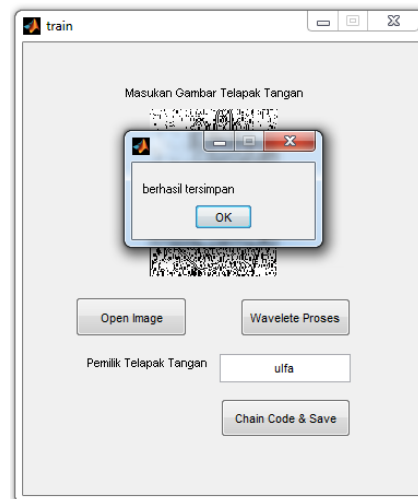 train
Masukan Gambar Telapak Tangan
berhasil tersimpan
OK
Open Image
Wavelete Proses
Pemilik Telapak Tangan
ulfa
Chain Code & Save